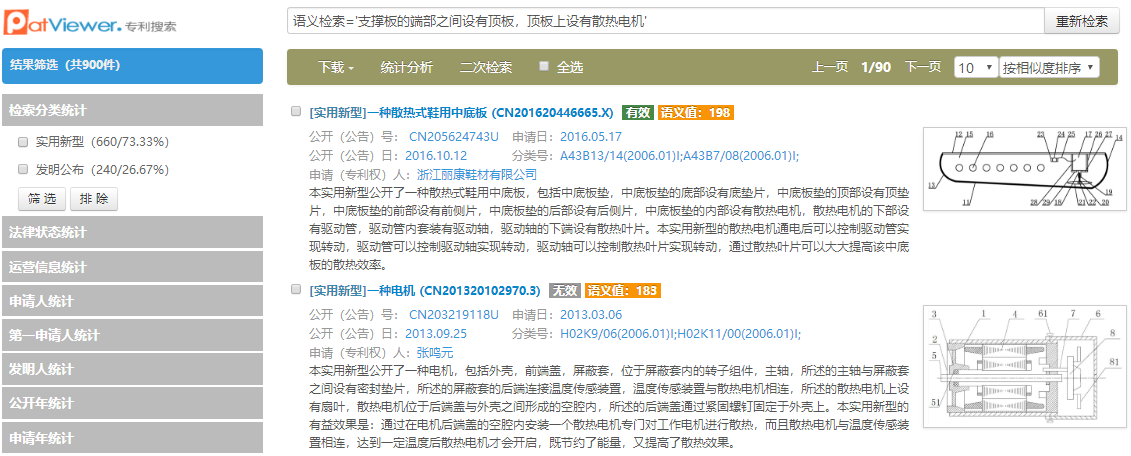 PatViewer. 专利搜索
语义检索='支撑板的端部之间设有顶板，顶板上设有散热电机'
重新检索
结果筛选（共900件）
下载
统计分析
二次检索
全选
上一页
1/90
下一页
10
按相似度排序
检索分类统计
实用新型（660/73.33%）
发明公布（240/26.67%）
筛 选
排 除
法律状态统计
运营信息统计
申请人统计
第一申请人统计
发明人统计
公开年统计
申请年统计
[实用新型]一种散热式鞋用中底板 (CN201620446665.X) 有效 语义值：198
公开（公告）号： CN205624743U 申请日：2016.05.17
公开（公告）日：2016.10.12 分类号：A43B13/14(2006.01)I;A43B7/08(2006.01)I;
申请（专利权）人：浙江丽康鞋材有限公司
本实用新型公开了一种散热式鞋用中底板，包括中底板垫，中底板垫的底部设有底垫片，中底板垫的顶部设有顶垫
片，中底板垫的前部设有前侧片，中底板垫的后部设有后侧片，中底板垫的内部设有散热电机，散热电机的下部设
有驱动管，驱动管内套装有驱动轴，驱动轴的下端设有散热叶片。本实用新型的散热电机通电后可以控制驱动管实
现转动，驱动管可以控制驱动轴实现转动，驱动轴可以控制散热叶片实现转动，通过散热叶片可以大大提高该中底
板的散热效率。
12 15 16 23 24 25 17 26 27
14
13
11
28 29 18 21 22 20
19
[实用新型]一种电机 (CN201320102970.3) 无效 语义值：183
公开（公告）号： CN203219118U 申请日：2013.03.06
公开（公告）日：2013.09.25 分类号：H02K9/06(2006.01)I;H02K11/00(2006.01)I;
申请（专利权）人：张鸣元
本实用新型公开了一种电机，包括外壳，前端盖，屏蔽套，位于屏蔽套内的转子组件，主轴，所述的主轴与屏蔽套
之间设有密封垫片，所述的屏蔽套的后端连接温度传感装置，温度传感装置与散热电机相连，所述的散热电机上设
有扇叶，散热电机位于后端盖与外壳之间形成的空腔内，所述的后端盖通过紧固螺钉固定于外壳上。本实用新型的
有益效果是：通过在电机后端盖的空腔内安装一个散热电机专门对工作电机进行散热，而且散热电机与温度传感装
置相连，达到一定温度后散热电机才会开启，既节约了能量，又提高了散热效果。
3 1 4 61 7 6
2
8
5
81
51